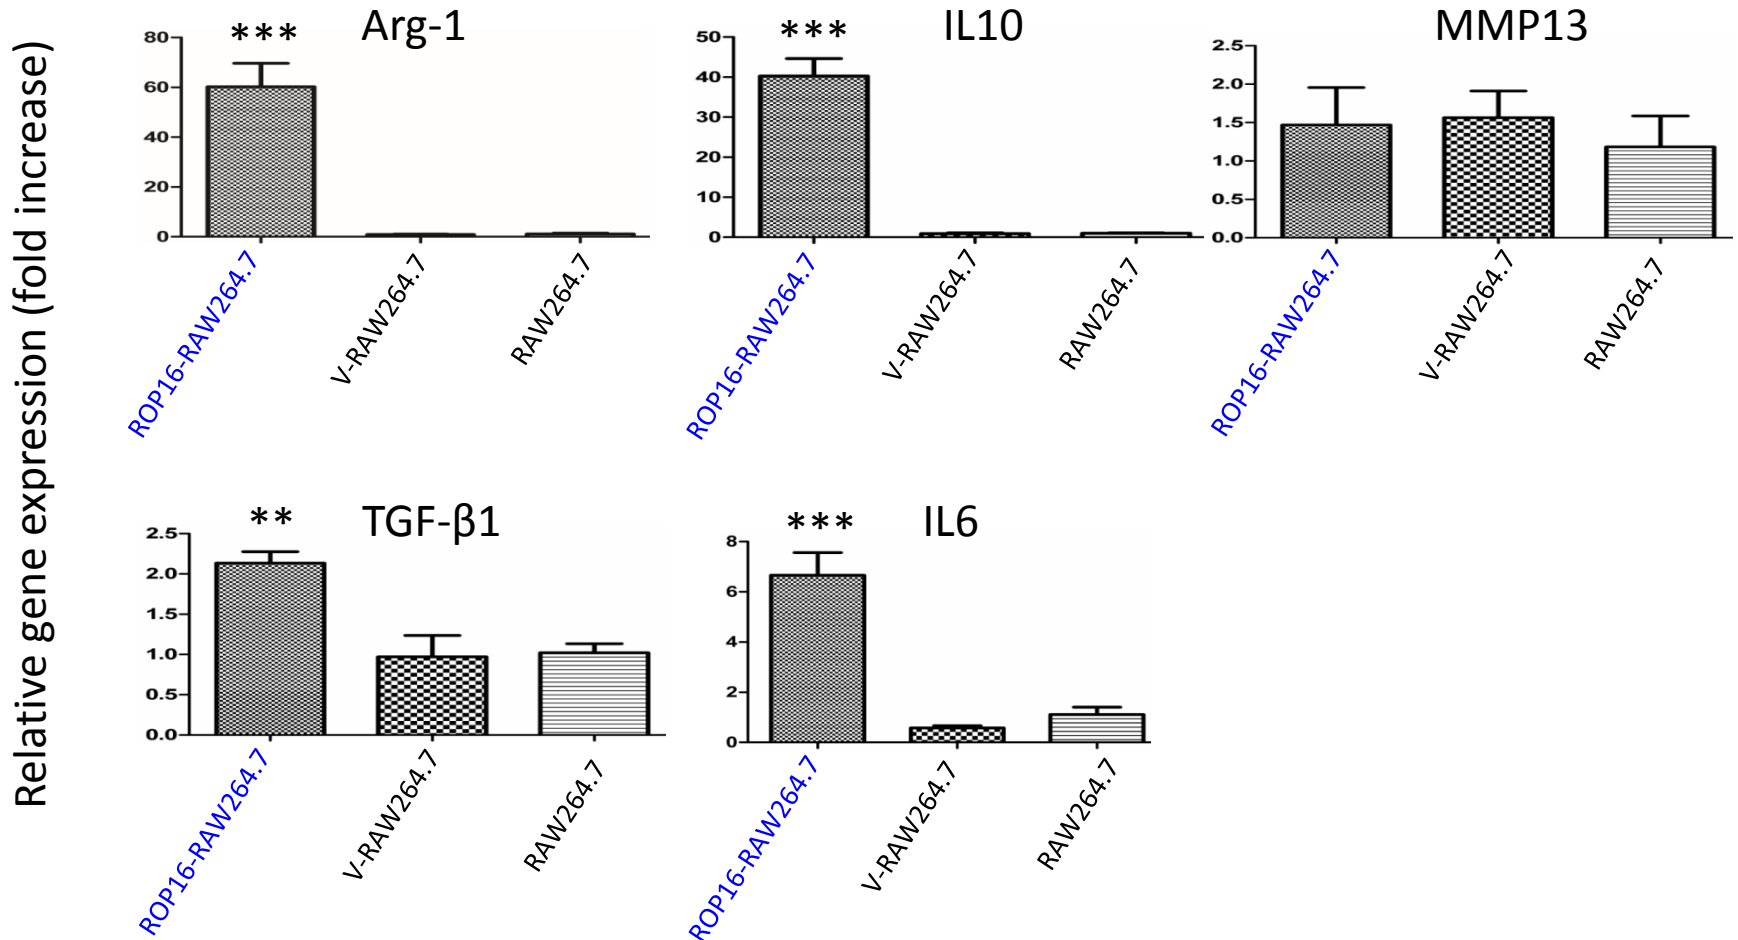 Relative gene expression (fold increase)
*** Arg-1
80
60
40
20
0
ROP16-RAW264.7
V-RAW264.7
RAW264.7
*** IL10
50
40
30
20
10
0
ROP16-RAW264.7
V-RAW264.7
RAW264.7
MMP13
2.5
2.0
1.5
1.0
0.5
0.0
ROP16-RAW264.7
V-RAW264.7
RAW264.7
** TGF-β1
2.5
2.0
1.5
1.0
0.5
0.0
ROP16-RAW264.7
V-RAW264.7
RAW264.7
*** IL6
8
6
4
2
0
ROP16-RAW264.7
V-RAW264.7
RAW264.7